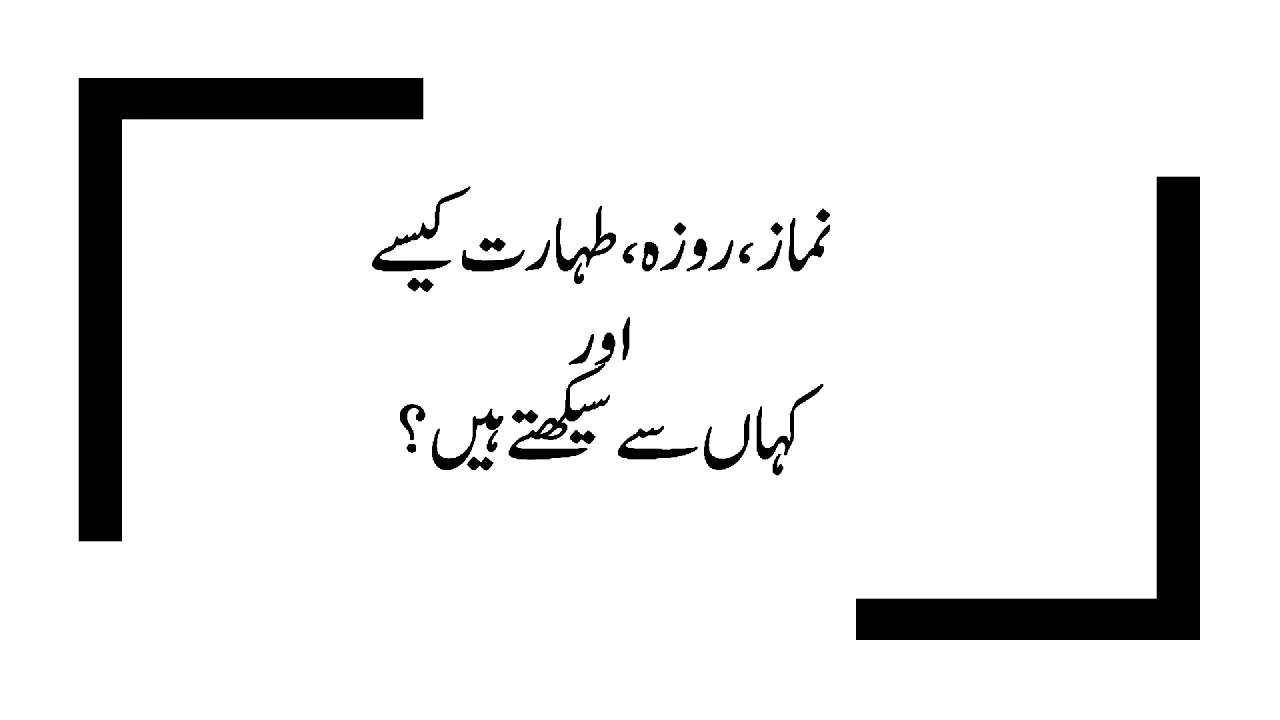 نماز،روزہ،طہارت کیسے
اور
کہاں سے سیکھتے ہیں؟